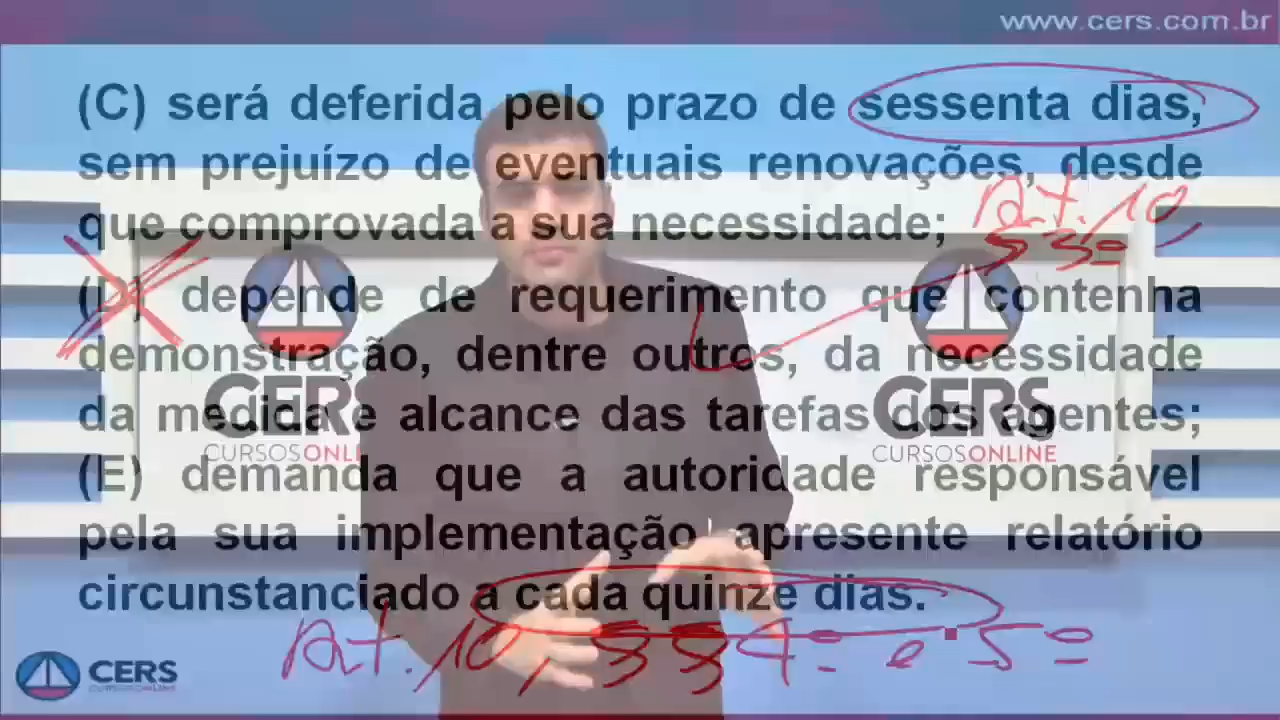 www.cers.com.br
(C) será deferida pelo prazo de sessenta dias,
sem prejuízo de eventuais renovações, desde
que comprovada a sua necessidade;
Art. 10,
§ 3º
(D) depende de requerimento que contenha
demonstração, dentre outros, da necessidade
da medida e alcance das tarefas dos agentes;
(E) demanda que a autoridade responsável
pela sua implementação apresente relatório
circunstanciado a cada quinze dias.
Art. 10, §§ 4º e 5º
CERS
CURSOSONLI
CERS
CURSOSONLINE
CERS
CURSOSONLINE